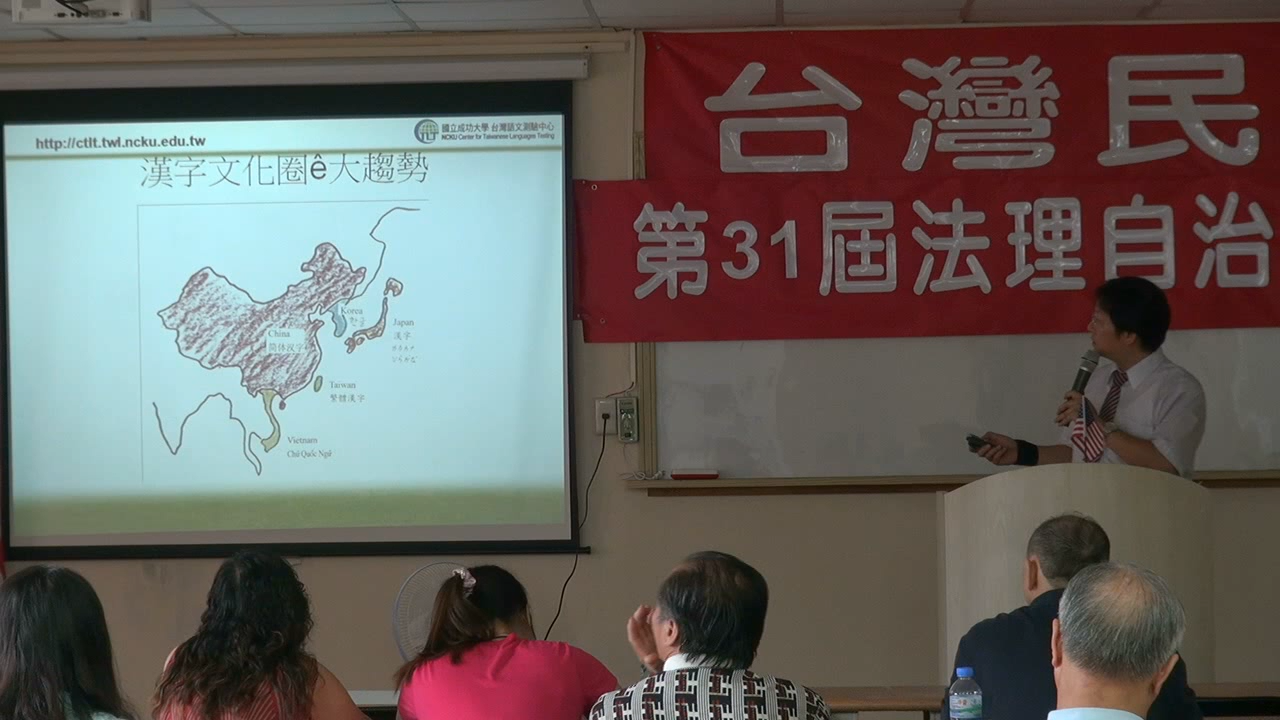 http://ctlt.twl.ncku.edu.tw
國立成功大學 台灣語文測驗中心
NCKU Center for Taiwanese Languages Testing
漢字文化圈ê大趨勢
Korea
한글
China
简体汉字
Japan
漢字
Taiwan
繁體漢字
Vietnam
Chữ Quốc Ngữ
台灣民
第31屆法理自治